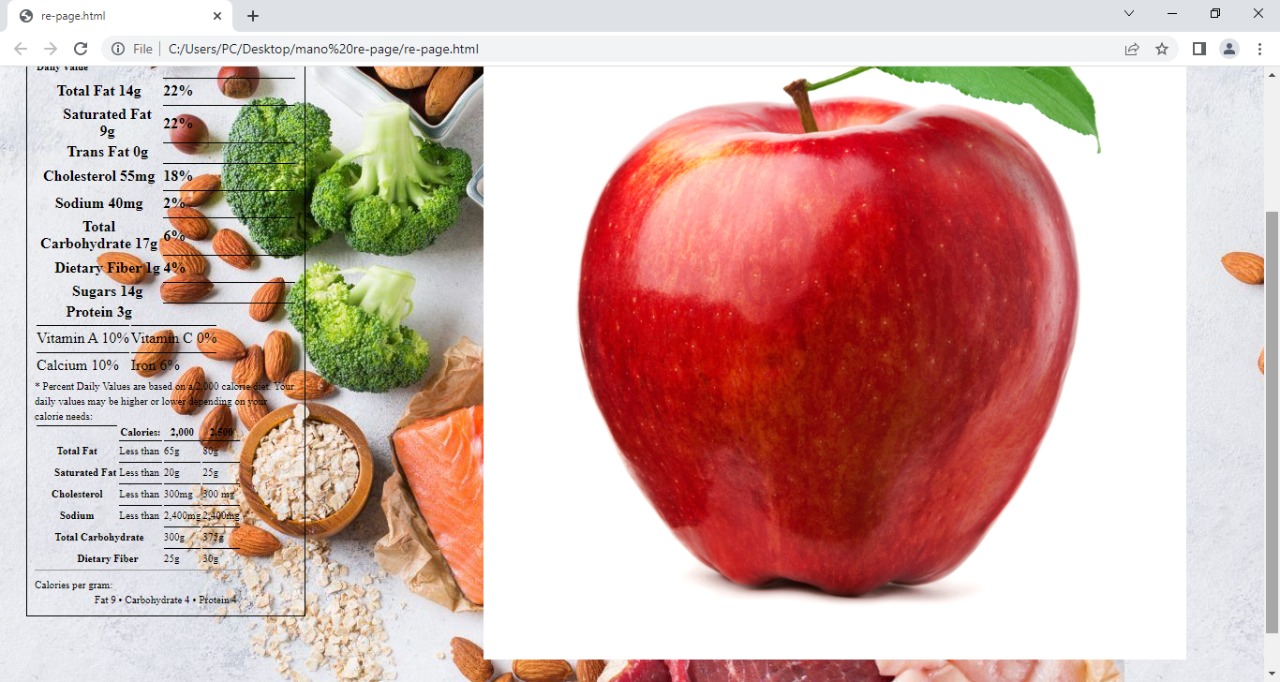 re-page.html
File C:/Users/PC/Desktop/mano%20re-page/re-page.html
Daily Value
Total Fat 14g 22%
Saturated Fat
9g 22%
Trans Fat 0g
Cholesterol 55mg 18%
Sodium 40mg 2%
Total
Carbohydrate 17g 6%
Dietary Fiber 1g 4%
Sugars 14g
Protein 3g
Vitamin A 10% Vitamin C 0%
Calcium 10% Iron 6%
* Percent Daily Values are based on a 2,000 calorie diet. Your
daily values may be higher or lower depending on your
calorie needs:
Calories: 2,000 2,500
Total Fat Less than 65g 80g
Saturated Fat Less than 20g 25g
Cholesterol Less than 300mg 300 mg
Sodium Less than 2,400mg 2,400mg
Total Carbohydrate 300g 375g
Dietary Fiber 25g 30g
Calories per gram:
Fat 9 • Carbohydrate 4 • Protein 4